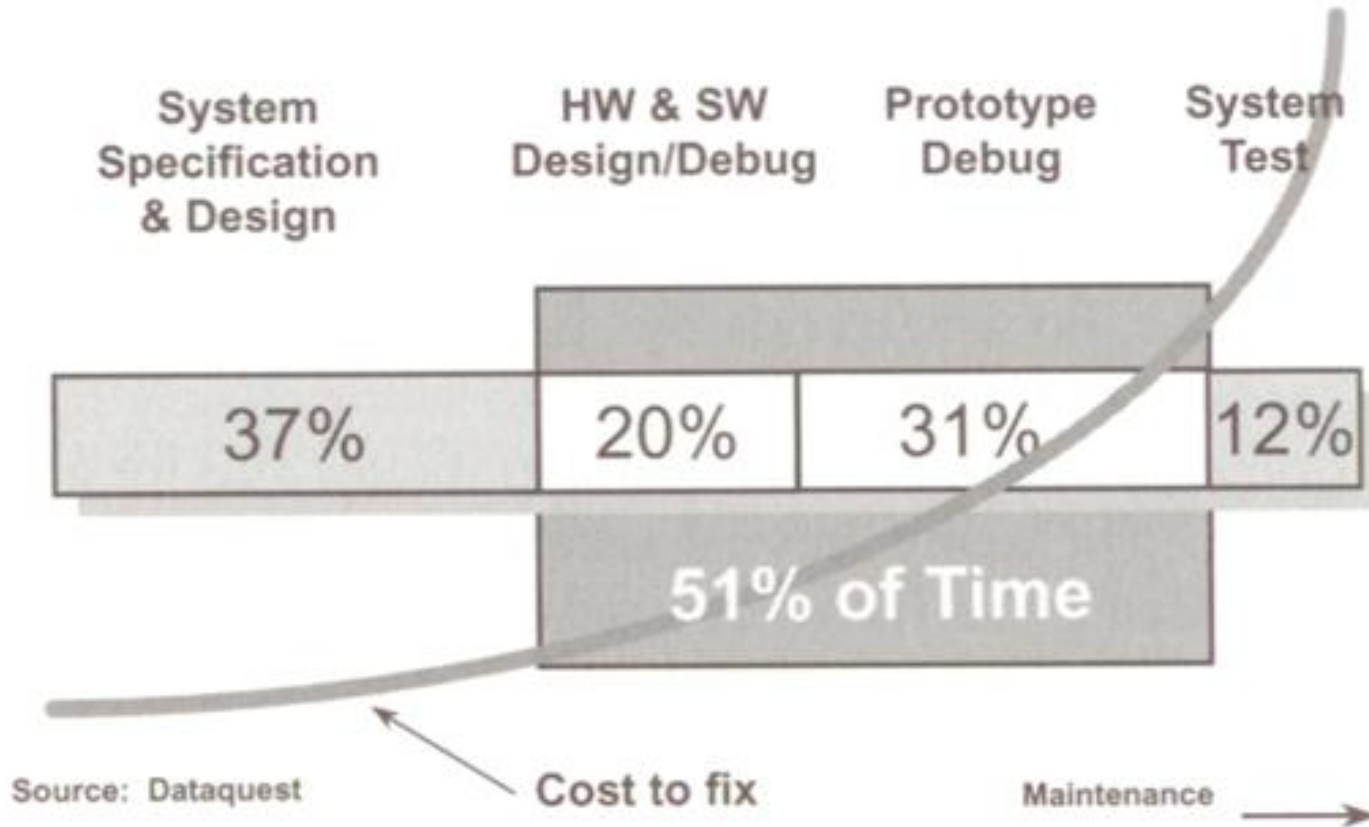 System
Specification
& Design
HW & SW
Design/Debug
Prototype
Debug
System
Test
37%
20%
31%
12%
51% of Time
Cost to fix
Source: Dataquest
Maintenance